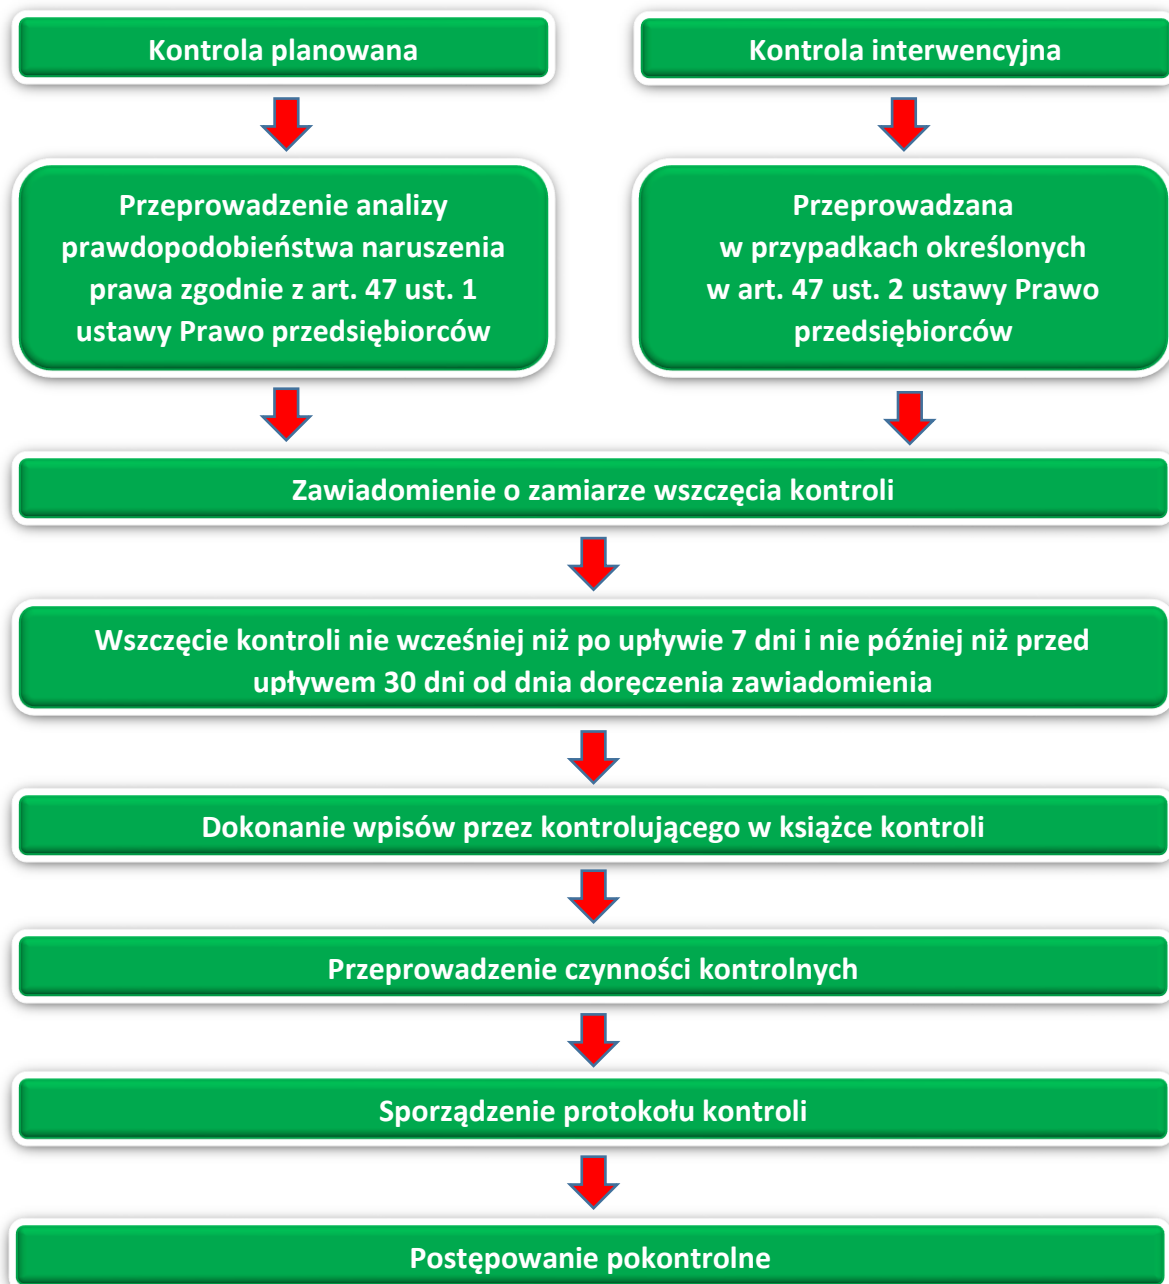 Kontrola planowana
Kontrola interwencyjna
Przeprowadzenie analizy
prawdopodobieństwa naruszenia
prawa zgodnie z art. 47 ust. 1
ustawy Prawo przedsiębiorców
Przeprowadzana
w przypadkach określonych
w art. 47 ust. 2 ustawy Prawo
przedsiębiorców
Zawiadomienie o zamiarze wszczęcia kontroli
Wszczęcie kontroli nie wcześniej niż po upływie 7 dni i nie później niż przed
upływem 30 dni od dnia doręczenia zawiadomienia
Dokonanie wpisów przez kontrolującego w książce kontroli
Przeprowadzenie czynności kontrolnych
Sporządzenie protokołu kontroli
Postępowanie pokontrolne